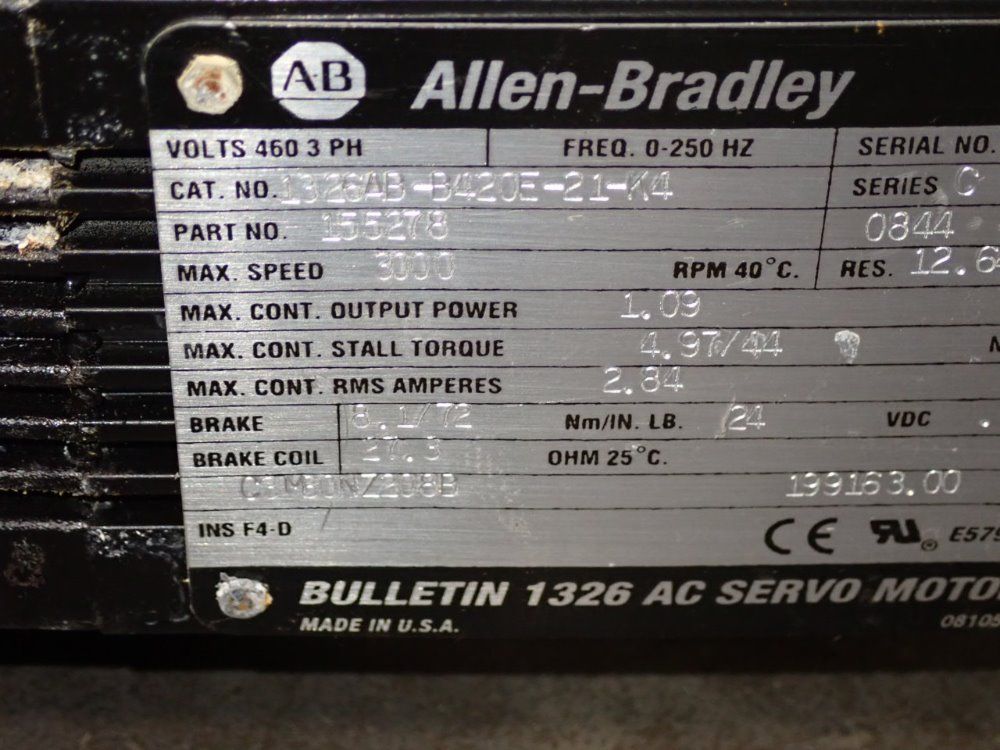 A-B Allen-Bradley
VOLTS 460 3 PH FREQ. 0-250 HZ SERIAL NO.
CAT. NO. 1326AB-B420E-21-K4 SERIES C
PART NO. 155278 0844
MAX. SPEED 3000 RPM 40°C. RES. 12.6
MAX. CONT. OUTPUT POWER 1.09
MAX. CONT. STALL TORQUE 4.97/44
MAX. CONT. RMS AMPERES 2.84
BRAKE 8.1/72 Nm/IN. LB. 24 VDC
BRAKE COIL 27.3 OHM 25°C.
199163.00
INS F4-D CE E579
BULLETIN 1326 AC SERVO MOTO
MADE IN U.S.A. 08105